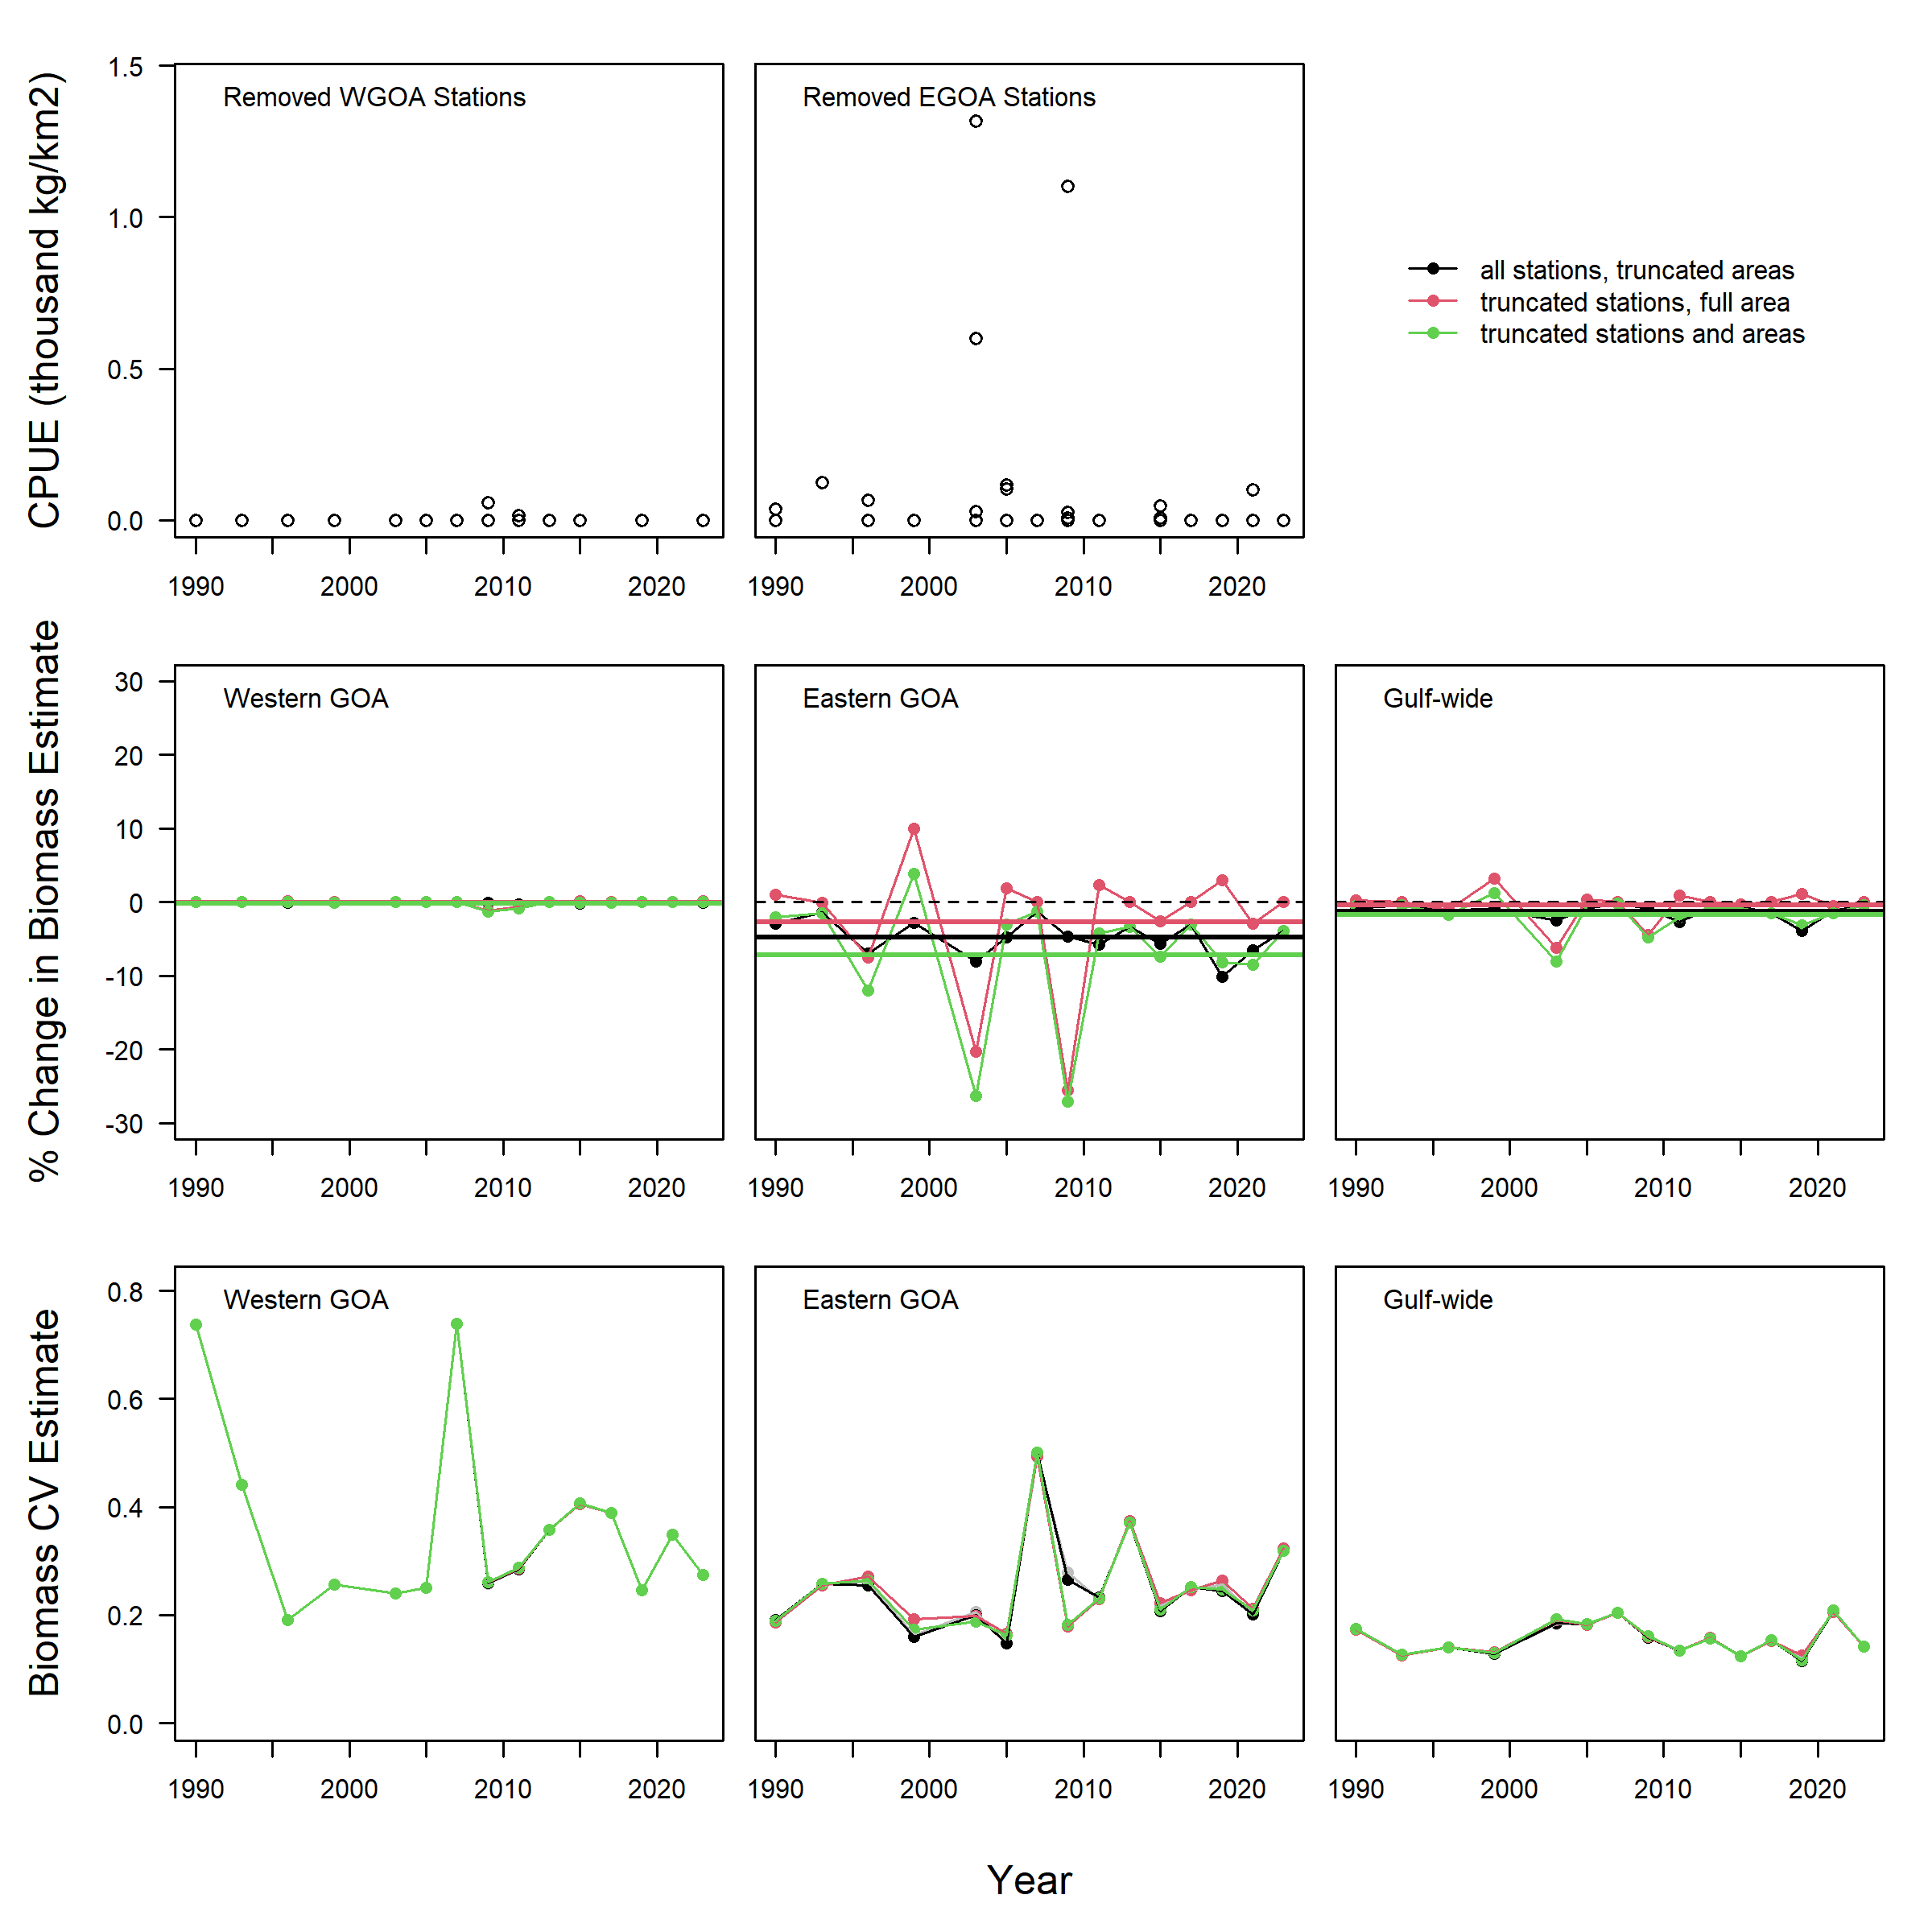 CPUE (thousand kg/km2)
1.5
1.0
0.5
0.0
Removed WGOA Stations
1990 2000 2010 2020
Removed EGOA Stations
1990 2000 2010 2020
all stations, truncated areas
truncated stations, full area
truncated stations and areas
% Change in Biomass Estimate
30
20
10
0
-10
-20
-30
Western GOA
1990 2000 2010 2020
Eastern GOA
1990 2000 2010 2020
Gulf-wide
1990 2000 2010 2020
Biomass CV Estimate
0.8
0.6
0.4
0.2
0.0
Western GOA
1990 2000 2010 2020
Eastern GOA
1990 2000 2010 2020
Gulf-wide
1990 2000 2010 2020
Year